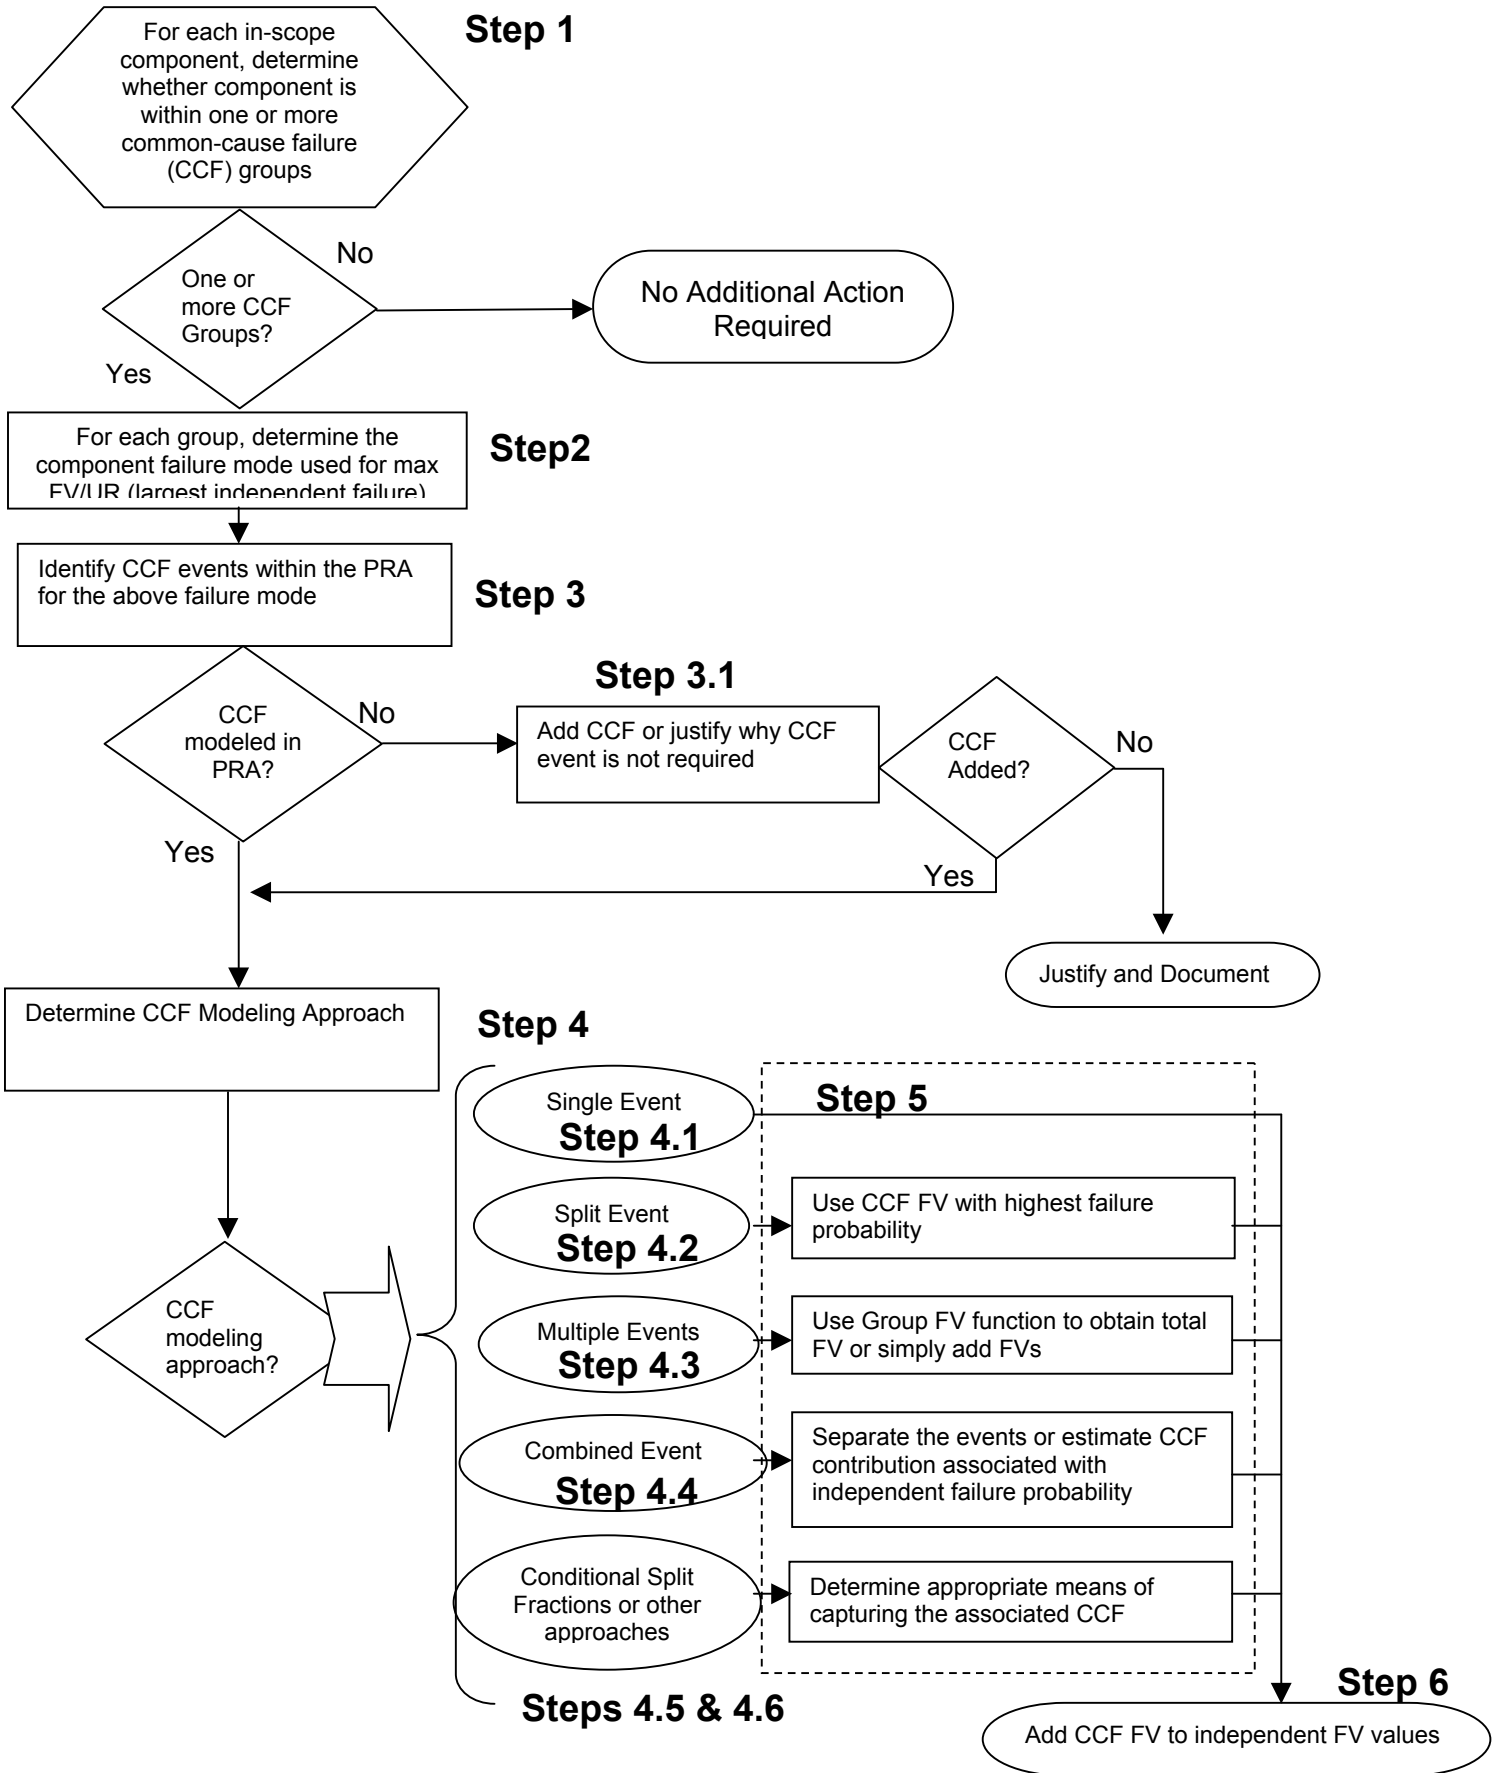 For each in-scope
component, determine
whether component is
within one or more
common-cause failure
(CCF) groups
Step 1
One or
more CCF
Groups?
No
No Additional Action
Required
Yes
For each group, determine the
component failure mode used for max
FV/UR (largest independent failure)
Step2
Identify CCF events within the PRA
for the above failure mode
Step 3
CCF
modeled in
PRA?
No
Step 3.1
Add CCF or justify why CCF
event is not required
CCF
Added?
No
Yes
Yes
Justify and Document
Determine CCF Modeling Approach
Step 4
CCF
modeling
approach?
Single Event
Step 4.1
Step 5
Split Event
Step 4.2
Use CCF FV with highest failure
probability
Multiple Events
Step 4.3
Use Group FV function to obtain total
FV or simply add FVs
Combined Event
Step 4.4
Separate the events or estimate CCF
contribution associated with
independent failure probability
Conditional Split
Fractions or other
approaches
Determine appropriate means of
capturing the associated CCF
Steps 4.5 & 4.6
Step 6
Add CCF FV to independent FV values